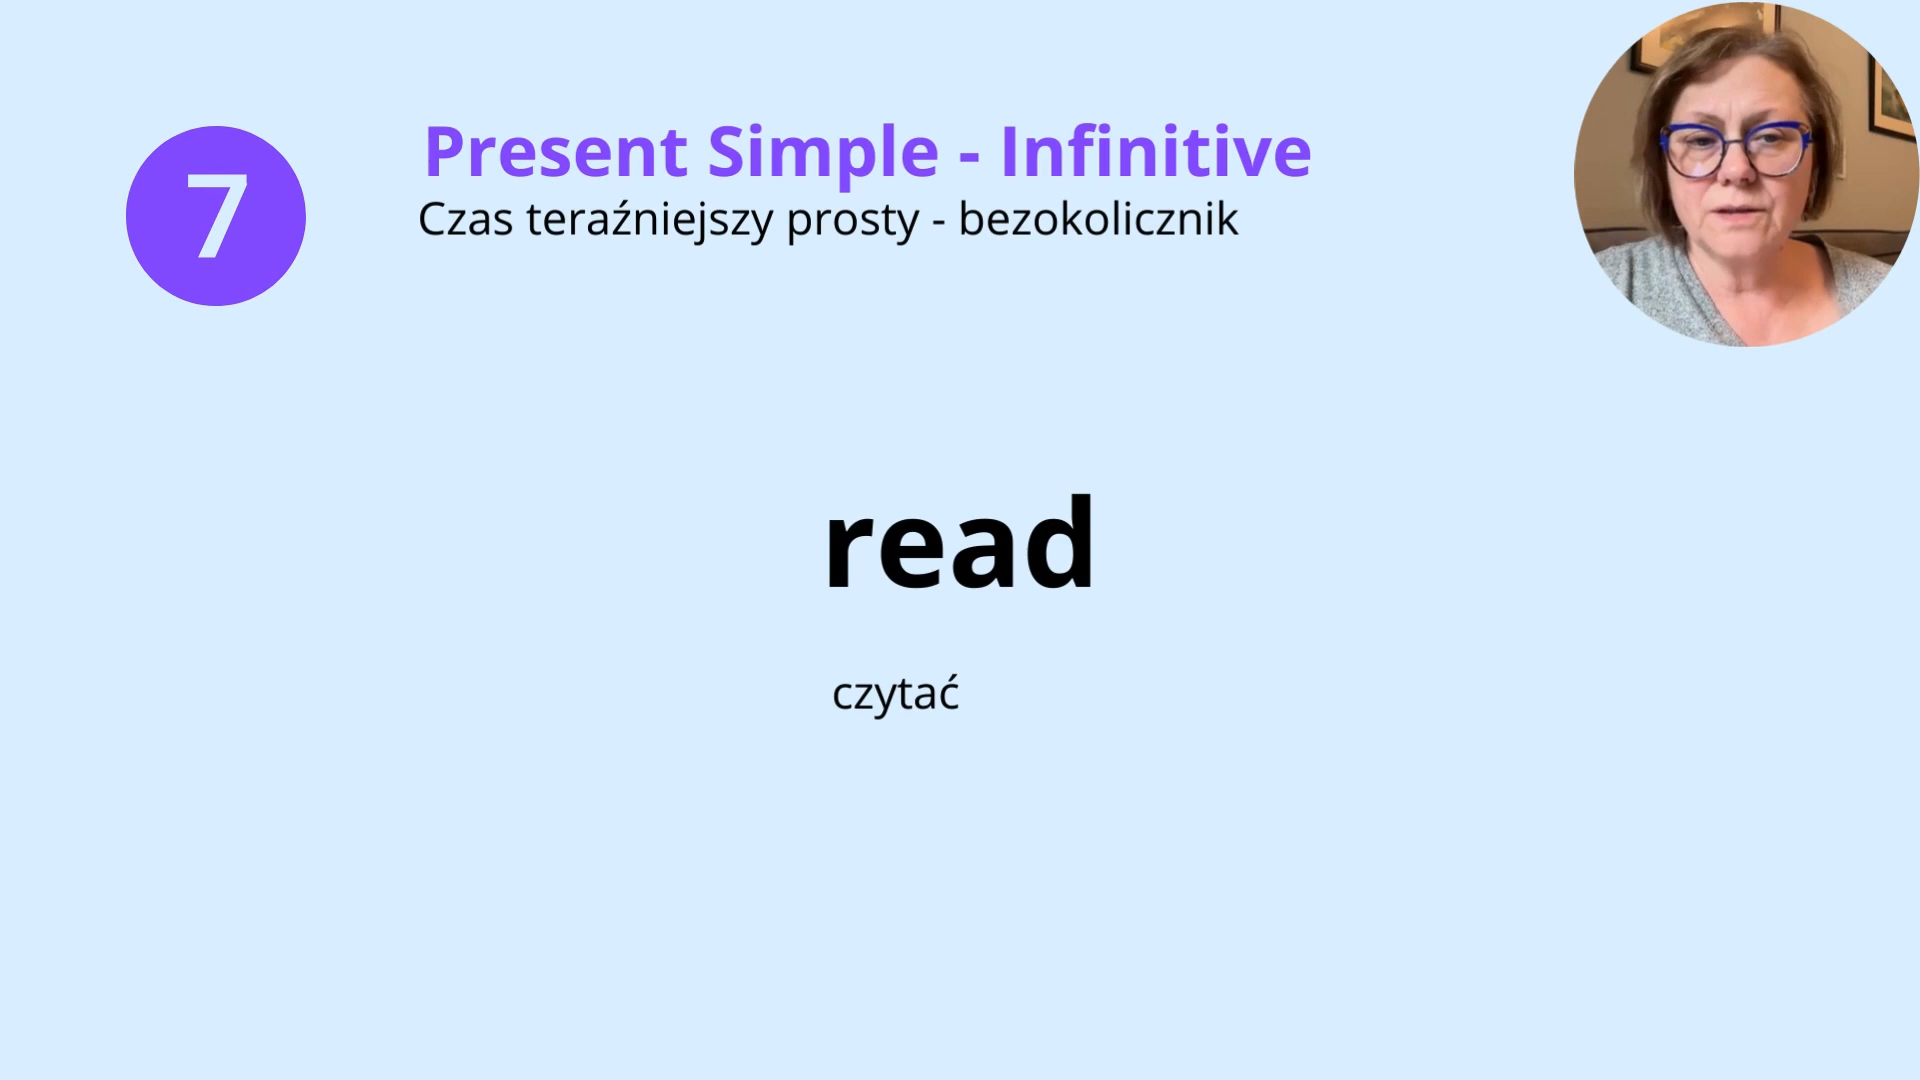 7
Present Simple - Infinitive
Czas teraźniejszy prosty - bezokolicznik
read
czytać